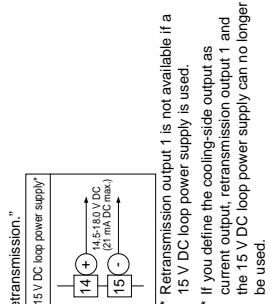 etransmission."
15 V DC loop power supply*
14 +
14.5-18.0 V DC
(21 mA DC max.)
15 -
* Retransmission output 1 is not available if a
15 V DC loop power supply is used.
* If you define the cooling-side output as
current output, retransmission output 1 and
the 15 V DC loop power supply can no longer
be used.